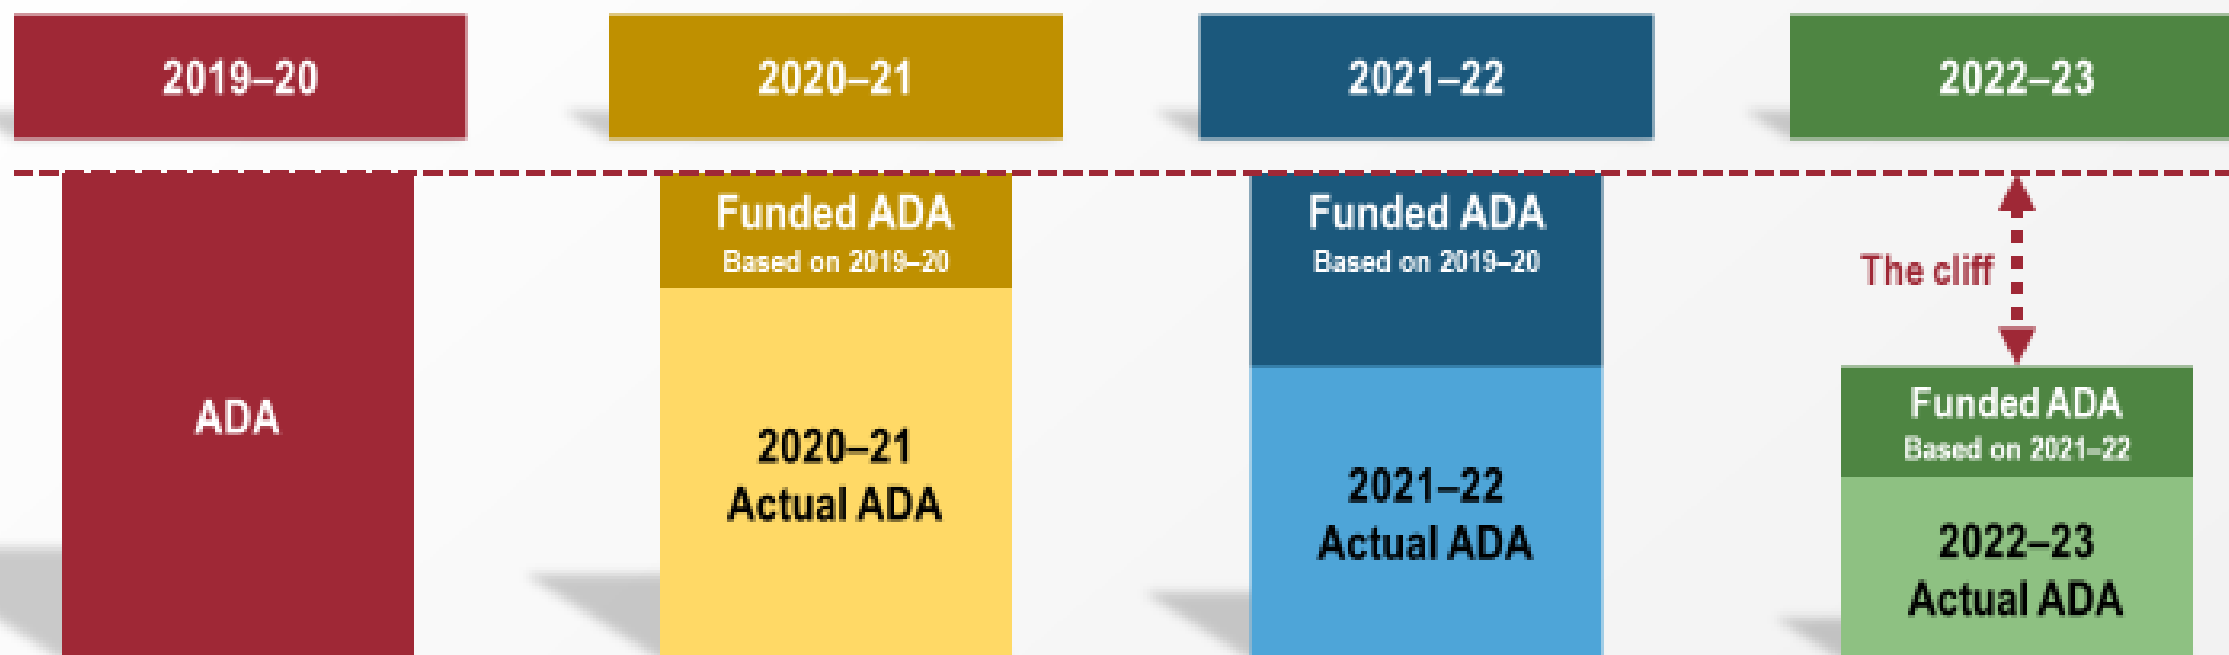 2019–20
2020–21
2021–22
2022–23
ADA
Funded ADA
Based on 2019–20
2020–21
Actual ADA
Funded ADA
Based on 2019–20
2021–22
Actual ADA
The cliff
Funded ADA
Based on 2021–22
2022–23
Actual ADA